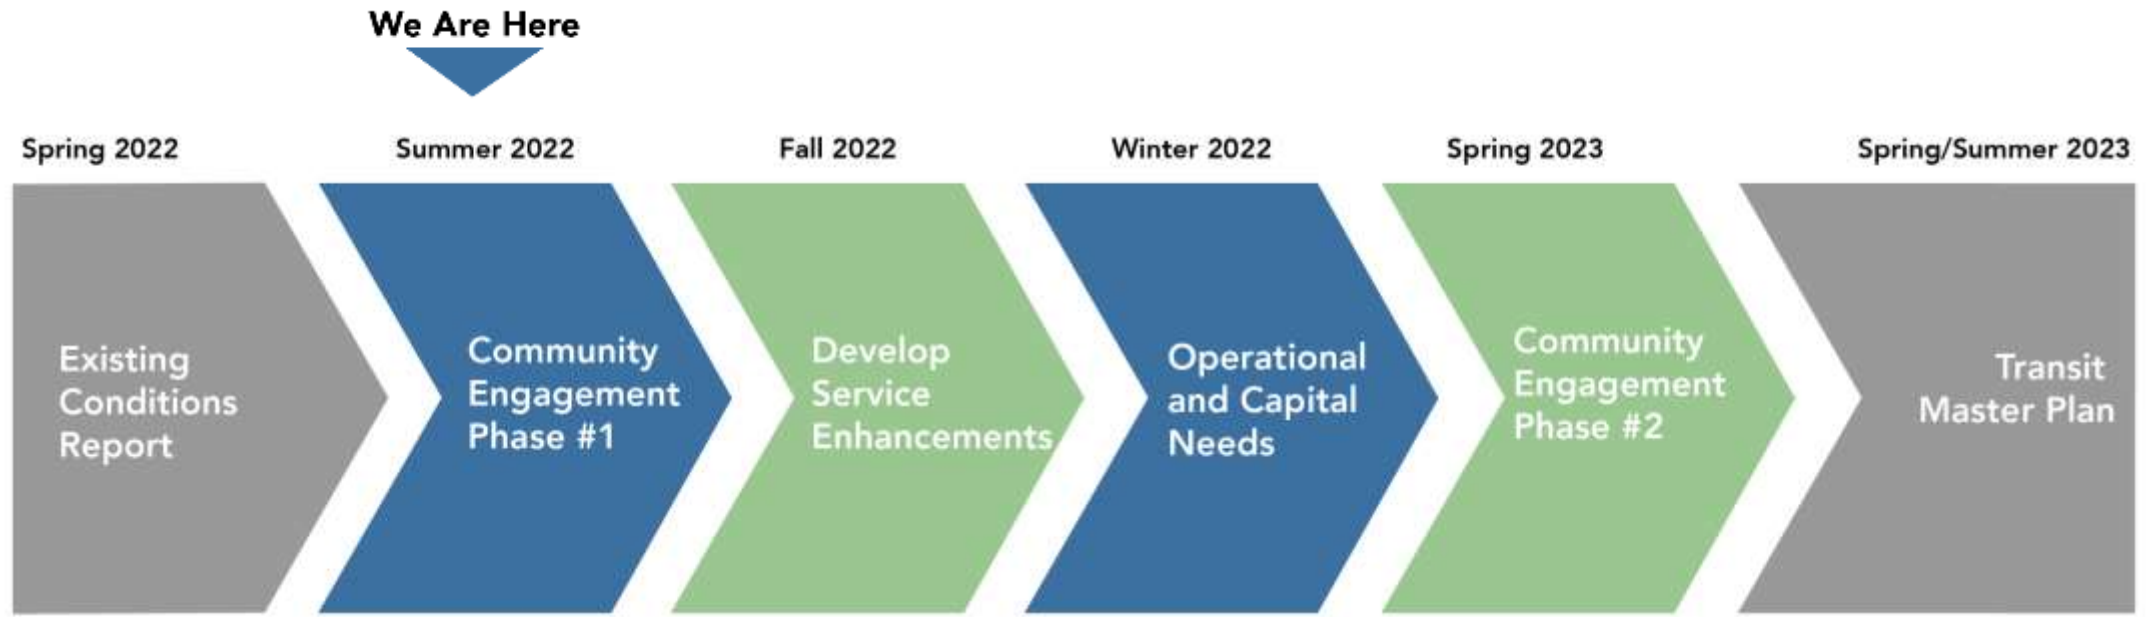 We Are Here
Spring 2022
Summer 2022
Fall 2022
Winter 2022
Spring 2023
Spring/Summer 2023
Existing
Conditions
Report
Community
Engagement
Phase #1
Develop
Service
Enhancements
Operational
and Capital
Needs
Community
Engagement
Phase #2
Transit
Master Plan